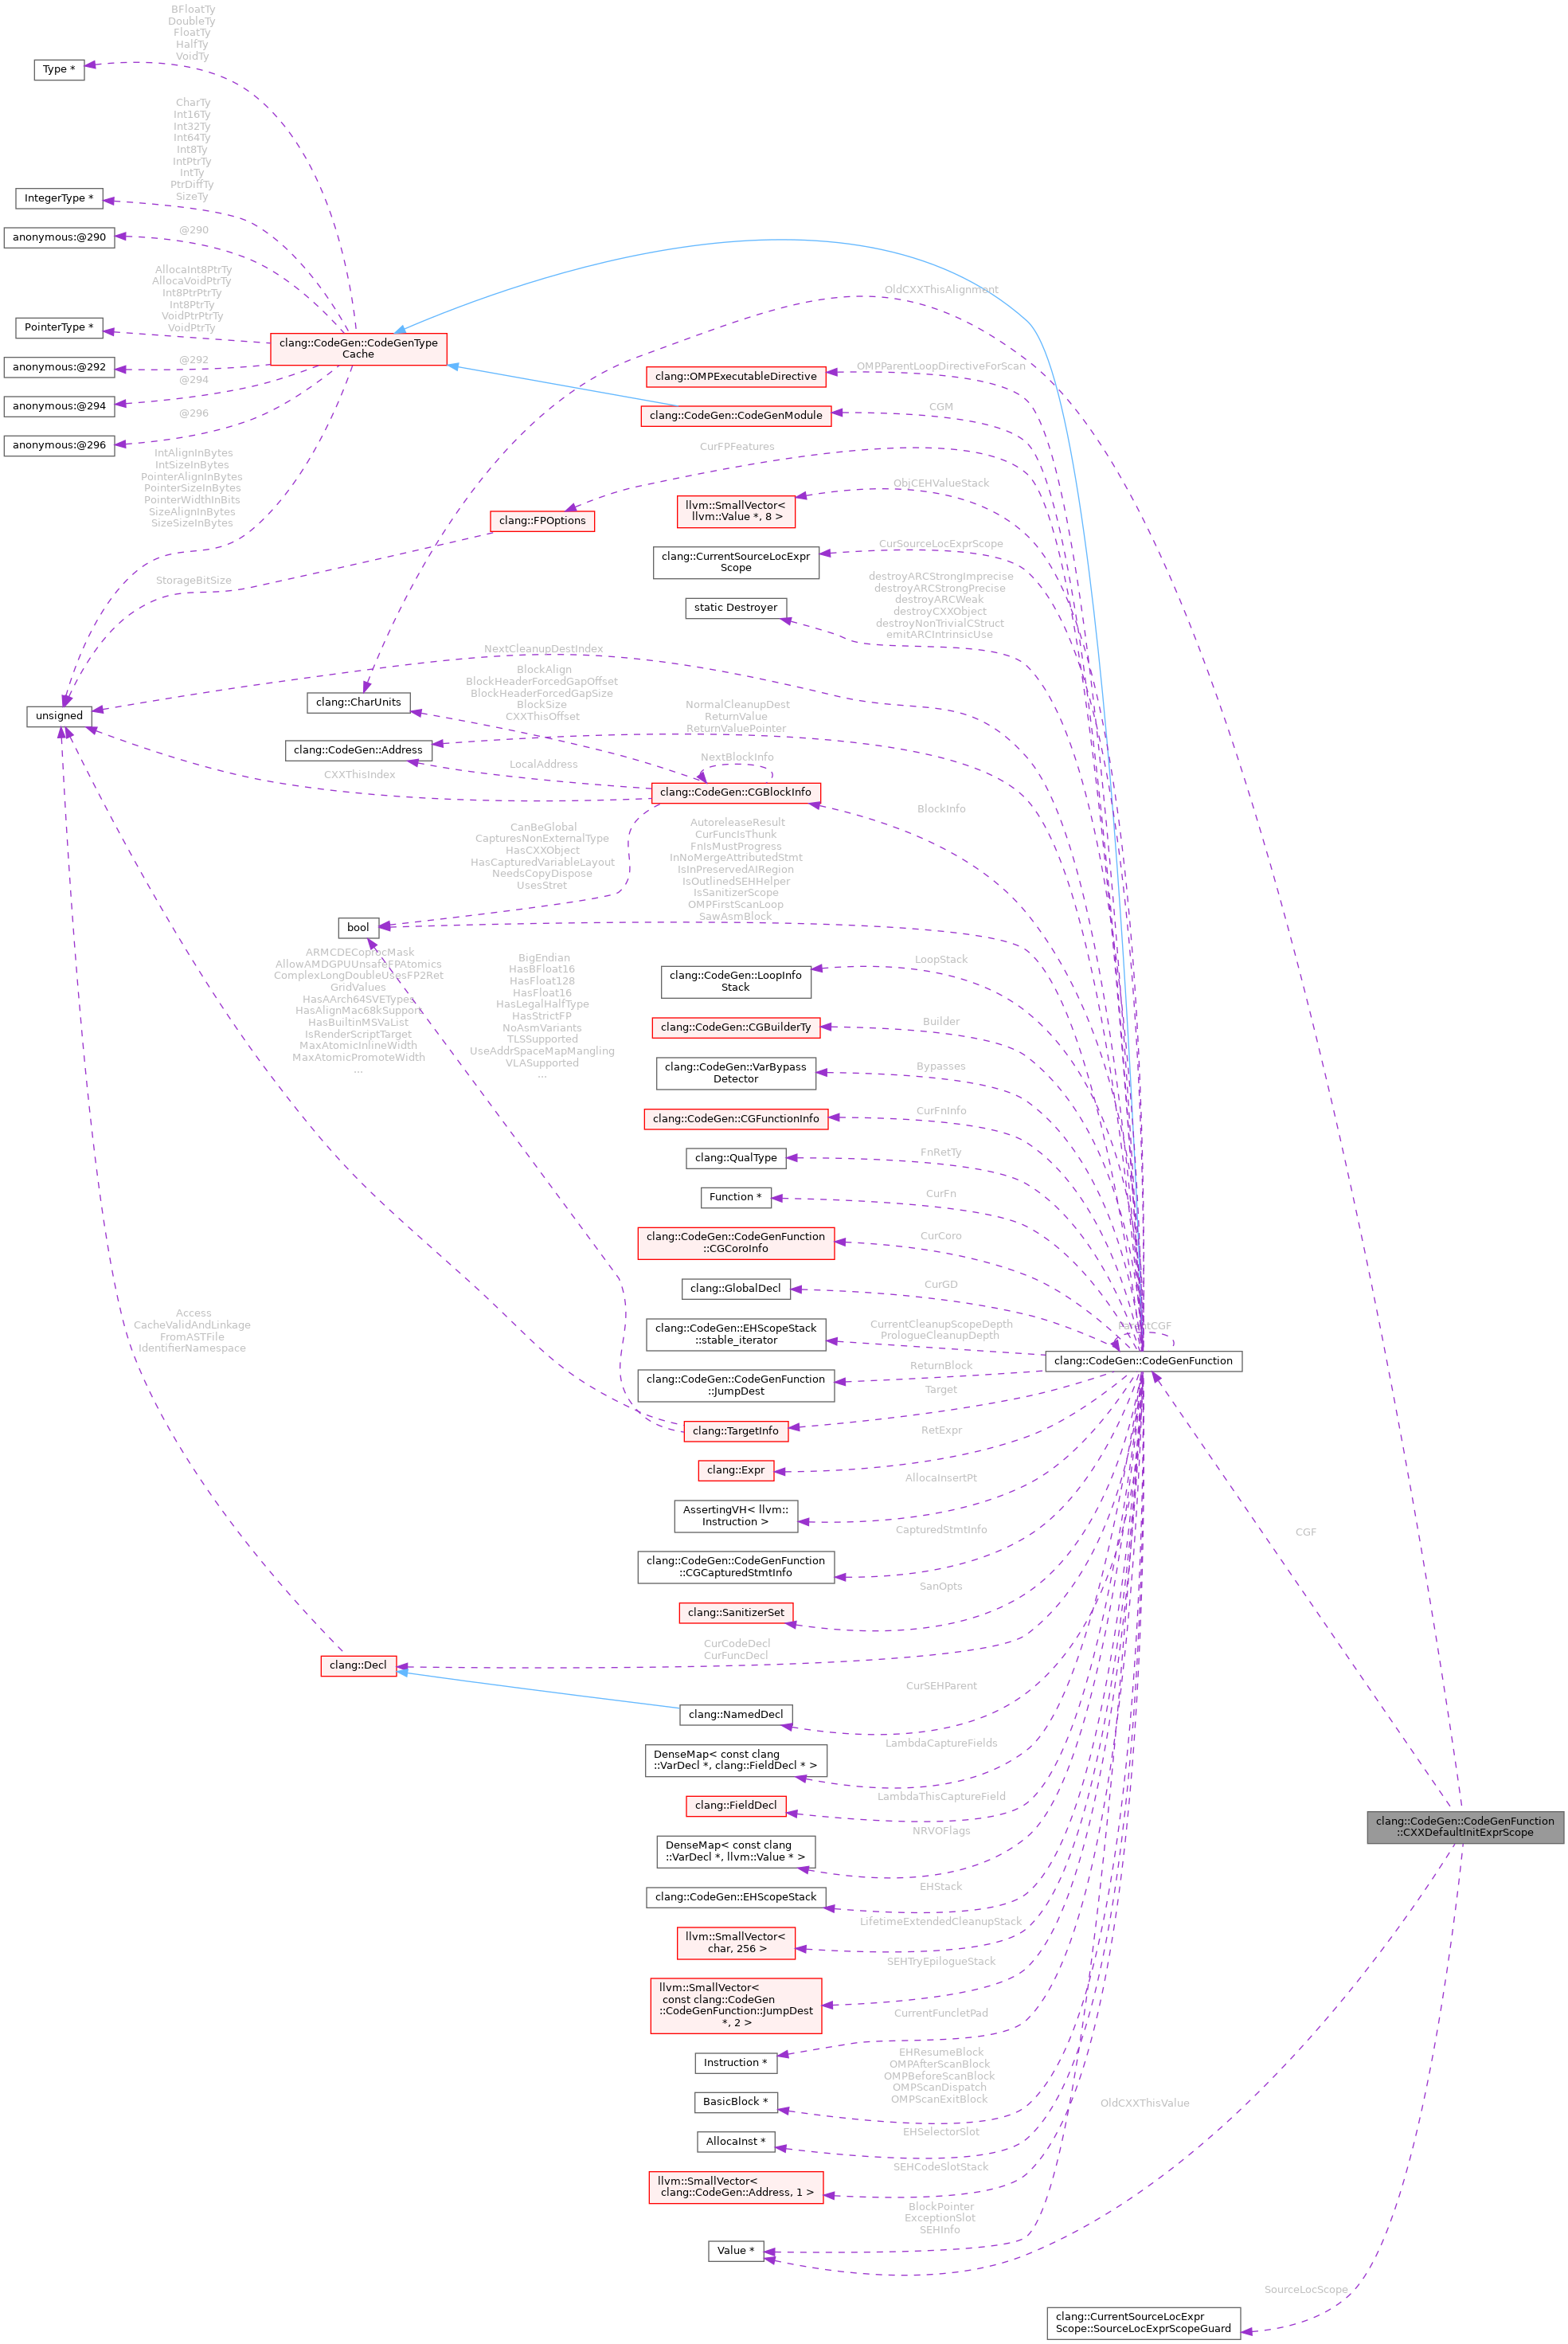 BFloatTy
DoubleTy
FloatTy
HalfTy
VoidTy
Type *
CharTy
Int16Ty
Int32Ty
Int64Ty
Int8Ty
IntPtrTy
IntTy
PtrDiffTy
SizeTy
IntegerType *
@290
anonymous:@290
AllocaInt8PtrTy
AllocaVoidPtrTy
Int8PtrPtrTy
Int8PtrTy
VoidPtrPtrTy
VoidPtrTy
PointerType *
clang::CodeGen::CodeGenType
Cache
@292
anonymous:@292
@294
anonymous:@294
@296
anonymous:@296
IntAlignInBytes
IntSizeInBytes
PointerAlignInBytes
PointerSizeInBytes
PointerWidthInBits
SizeAlignInBytes
SizeSizeInBytes
OldCXXThisAlignment
clang::OMPExecutableDirective
OMPParentLoopDirectiveForScan
clang::CodeGen::CodeGenModule
CGM
CurFPFeatures
clang::FPOptions
StorageBitSize
llvm::SmallVector<
llvm::Value *, 8 >
ObjCEHValueStack
clang::CurrentSourceLocExpr
Scope
CurSourceLocExprScope
static Destroyer
destroyARCStrongImprecise
destroyARCStrongPrecise
destroyARCWeak
destroyCXXObject
destroyNonTrivialCStruct
emitARCIntrinsicUse
NextCleanupDestIndex
unsigned
clang::CharUnits
BlockAlign
BlockHeaderForcedGapOffset
BlockHeaderForcedGapSize
BlockSize
CXXThisOffset
NormalCleanupDest
ReturnValue
ReturnValuePointer
clang::CodeGen::Address
LocalAddress
NextBlockInfo
CXXThisIndex
clang::CodeGen::CGBlockInfo
BlockInfo
CanBeGlobal
CapturesNonExternalType
HasCXXObject
HasCapturedVariableLayout
NeedsCopyDispose
UsesStret
AutoreleaseResult
CurFuncIsThunk
FnIsMustProgress
InNoMergeAttributedStmt
IsInPreservedAIRegion
IsOutlinedSEHHelper
IsSanitizerScope
OMPFirstScanLoop
SawAsmBlock
bool
ARMCDECoprocMask
AllowAMDGPUUnsafeFPAtomics
ComplexLongDoubleUsesFP2Ret
GridValues
HasAArch64SVETypes
HasAlignMac68kSupport
HasBuiltinMSVaList
IsRenderScriptTarget
MaxAtomicInlineWidth
MaxAtomicPromoteWidth
...
BigEndian
HasBFloat16
HasFloat128
HasFloat16
HasLegalHalfType
HasStrictFP
NoAsmVariants
TLSSupported
UseAddrSpaceMapMangling
VLASupported
...
clang::CodeGen::LoopInfo
Stack
LoopStack
clang::CodeGen::CGBuilderTy
Builder
clang::CodeGen::VarBypass
Detector
Bypasses
clang::CodeGen::CGFunctionInfo
CurFnInfo
clang::QualType
FnRetTy
Function *
CurFn
clang::CodeGen::CodeGenFunction
::CGCoroInfo
CurCoro
clang::GlobalDecl
CurGD
clang::CodeGen::EHScopeStack
::stable_iterator
CurrentCleanupScopeDepth
PrologueCleanupDepth
ParentCGF
clang::CodeGen::CodeGenFunction
clang::CodeGen::CodeGenFunction
::JumpDest
ReturnBlock
clang::TargetInfo
Target
clang::Expr
RetExpr
AssertingVH< llvm::
Instruction >
AllocaInsertPt
Access
CacheValidAndLinkage
FromASTFile
IdentifierNamespace
clang::CodeGen::CodeGenFunction
::CGCapturedStmtInfo
CapturedStmtInfo
CGF
clang::SanitizerSet
SanOpts
clang::Decl
CurCodeDecl
CurFuncDecl
clang::NamedDecl
CurSEHParent
DenseMap< const clang
::VarDecl *, clang::FieldDecl * >
LambdaCaptureFields
clang::FieldDecl
LambdaThisCaptureField
DenseMap< const clang
::VarDecl *, llvm::Value * >
NRVOFlags
clang::CodeGen::CodeGenFunction
::CXXDefaultInitExprScope
clang::CodeGen::EHScopeStack
EHStack
llvm::SmallVector<
char, 256 >
LifetimeExtendedCleanupStack
llvm::SmallVector<
const clang::CodeGen
::CodeGenFunction::JumpDest
*, 2 >
SEHTryEpilogueStack
Instruction *
CurrentFuncletPad
BasicBlock *
EHResumeBlock
OMPAfterScanBlock
OMPBeforeScanBlock
OMPScanDispatch
OMPScanExitBlock
OldCXXThisValue
AllocaInst *
EHSelectorSlot
llvm::SmallVector<
clang::CodeGen::Address, 1 >
SEHCodeSlotStack
Value *
BlockPointer
ExceptionSlot
SEHInfo
SourceLocScope
clang::CurrentSourceLocExpr
Scope::SourceLocExprScopeGuard